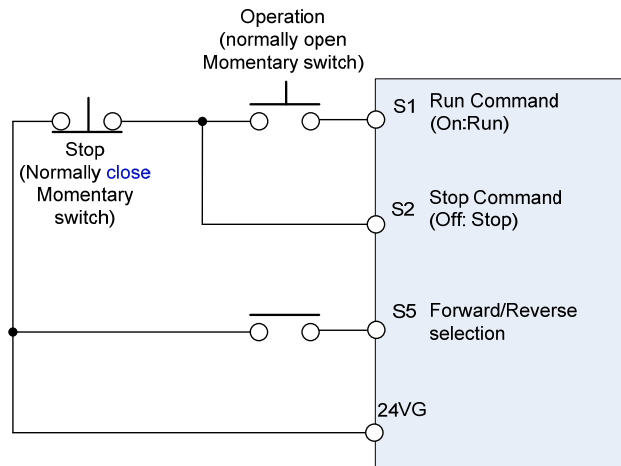 Operation
(normally open
Momentary switch)
Stop
(Normally close
Momentary
switch)
S1 Run Command
(On:Run)
S2 Stop Command
(Off: Stop)
S5 Forward/Reverse
selection
24VG